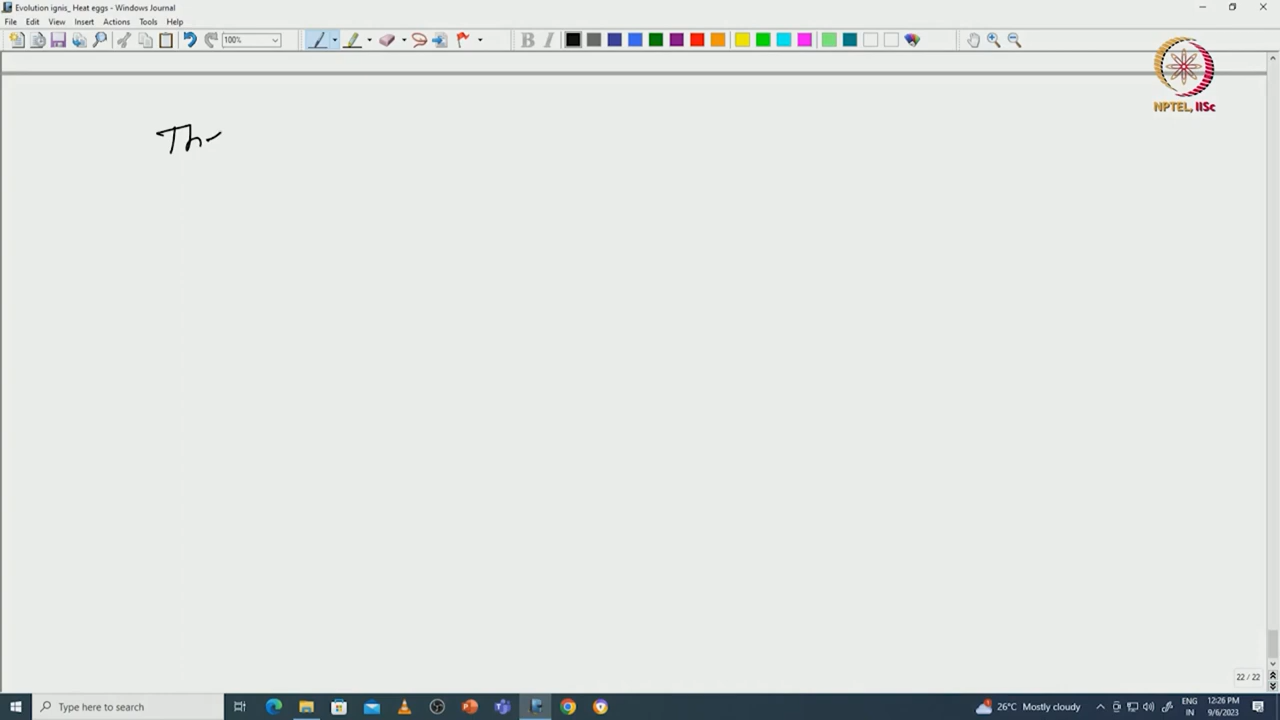 Evolution ignis_ Heat eqgs - Windows Journal
File Edit View Insert Actions Tools Help
100%
B I
NPTEL, IISc
Th
22 / 22
Type here to search
26°C Mostly cloudy
ENG
IN
12:26 PM
9/6/2023